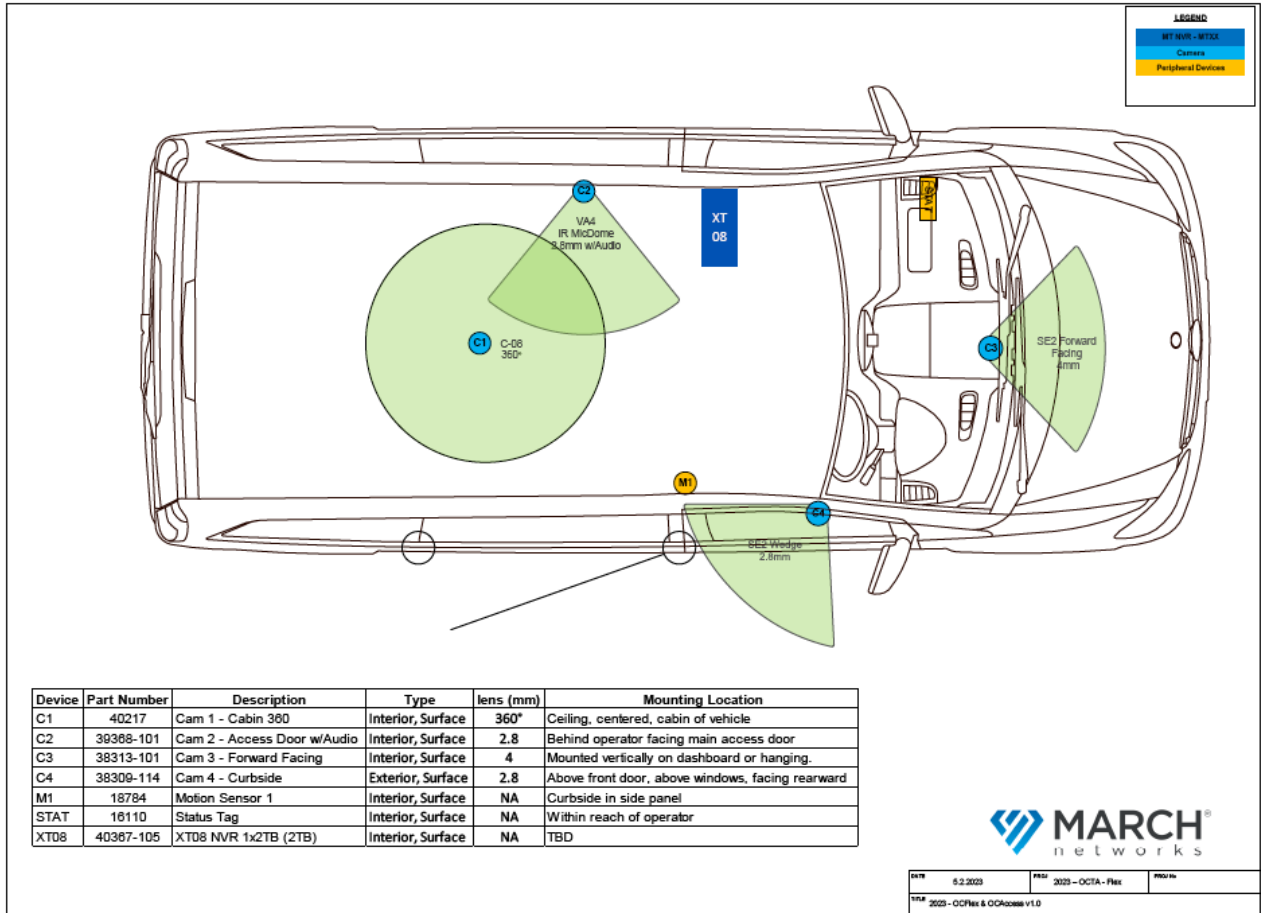 LEGEND
MT NVR - MTXX
Camera
Peripheral Devices
C2
VA4
IR MicDome
2.8mm w/Audio
XT
08
STAT
C1
C-08
360°
C3
SE2 Forward
Facing
4mm
M1
C4
SE2 Wedge
2.8mm
Device Part Number Description Type lens (mm) Mounting Location
C1 40217 Cam 1 - Cabin 360 Interior, Surface 360° Ceiling, centered, cabin of vehicle
C2 39368-101 Cam 2 - Access Door w/Audio Interior, Surface 2.8 Behind operator facing main access door
C3 38313-101 Cam 3 - Forward Facing Interior, Surface 4 Mounted vertically on dashboard or hanging.
C4 38309-114 Cam 4 - Curbside Exterior, Surface 2.8 Above front door, above windows, facing rearward
M1 18784 Motion Sensor 1 Interior, Surface NA Curbside in side panel
STAT 16110 Status Tag Interior, Surface NA Within reach of operator
XT08 40367-105 XT08 NVR 1x2TB (2TB) Interior, Surface NA TBD
MARCH®
networks
DATE 6.2.2023 PROJ 2023 – OCTA - Flex PROJ No
TITLE 2023 - OCFlex & OCAccess v1.0